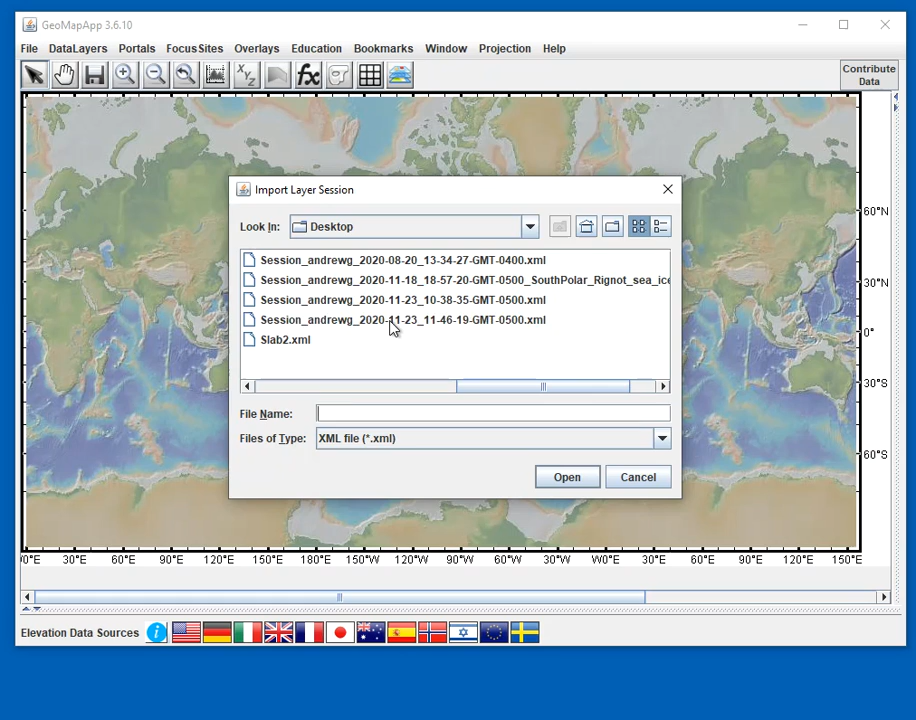 GeoMapApp 3.6.10
File DataLayers Portals FocusSites Overlays Education Bookmarks Window Projection Help
XYZ
fx
Contribute
Data
Import Layer Session
Look In: Desktop
Session_andrewg_2020-08-20_13-34-27-GMT-0400.xml
Session_andrewg_2020-11-18_18-57-20-GMT-0500_SouthPolar_Rignot_sea_ice
Session_andrewg_2020-11-23_10-38-35-GMT-0500.xml
Session_andrewg_2020-11-23_11-46-19-GMT-0500.xml
Slab2.xml
File Name:
Files of Type: XML file (*.xml)
Open Cancel
60°N
30°N
0°
30°S
60°S
0°E 30°E 60°E 90°E 120°E 150°E 180°W 150°W 120°W 90°W 60°W 30°W W0°E 30°E 60°E 90°E 120°E 150°E
Elevation Data Sources i